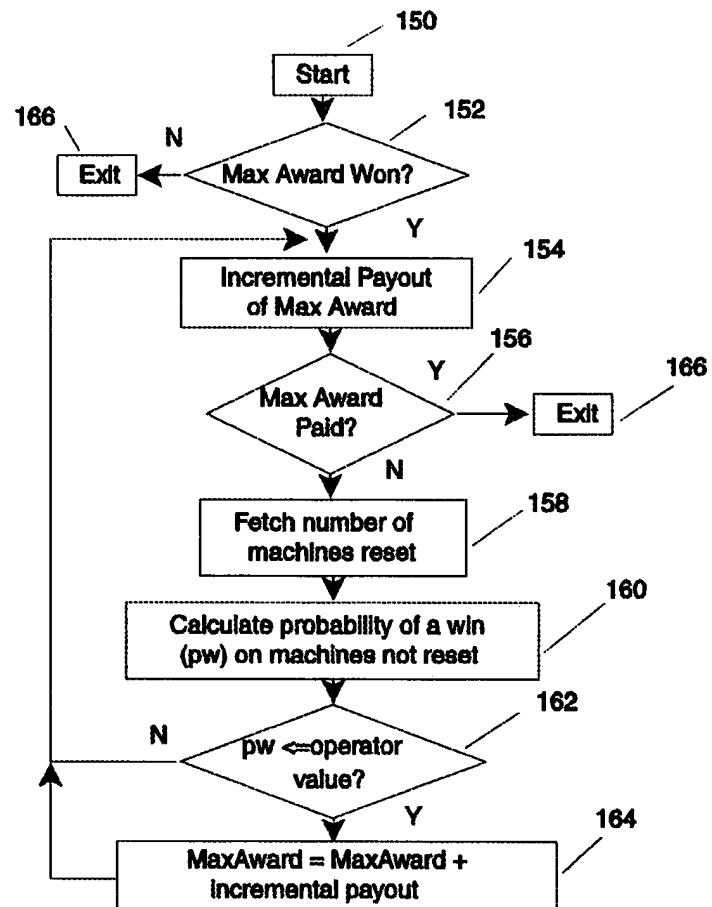 150
Start
166
N
152
Exit
Max Award Won?
Y
154
Incremental Payout
of Max Award
156
Y
166
Max Award
Paid?
Exit
N
158
Fetch number of
machines reset
160
Calculate probability of a win
(pw) on machines not reset
162
N
pw <=operator
value?
Y
164
MaxAward = MaxAward +
incremental payout